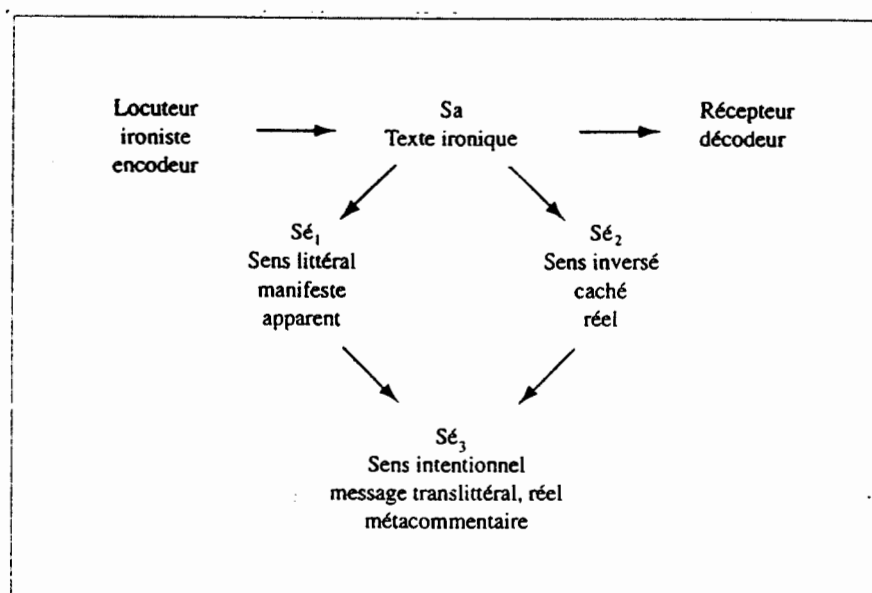 Locuteur
ironiste
encodeur
Sa
Texte ironique
Récepteur
décodeur
Sé₁
Sens littéral
manifeste
apparent
Sé₂
Sens inversé
caché
réel
Sé₃
Sens intentionnel
message translittéral, réel
métacommentaire